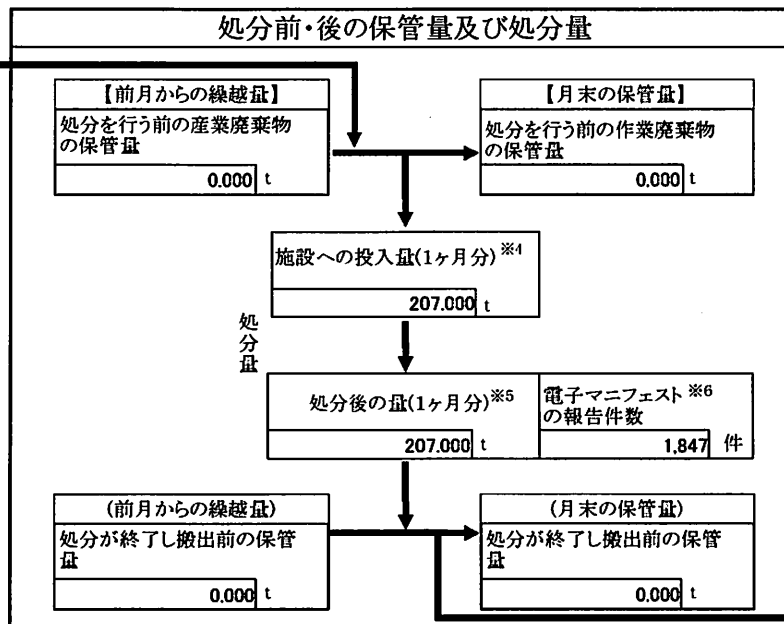 処分前・後の保管量及び処分量
【前月からの繰越量】
処分を行う前の産業廃棄物
の保管量
0.000 t
【月末の保管量】
処分を行う前の作業廃棄物
の保管量
0.000 t
施設への投入量(1ヶ月分)※4
207.000 t
処分量
処分後の量(1ヶ月分)※5
207.000 t
電子マニフェスト※6
の報告件数
1,847 件
(前月からの繰越量)
処分が終了し搬出前の保管
量
0.000 t
(月末の保管量)
処分が終了し搬出前の保管
量
0.000 t